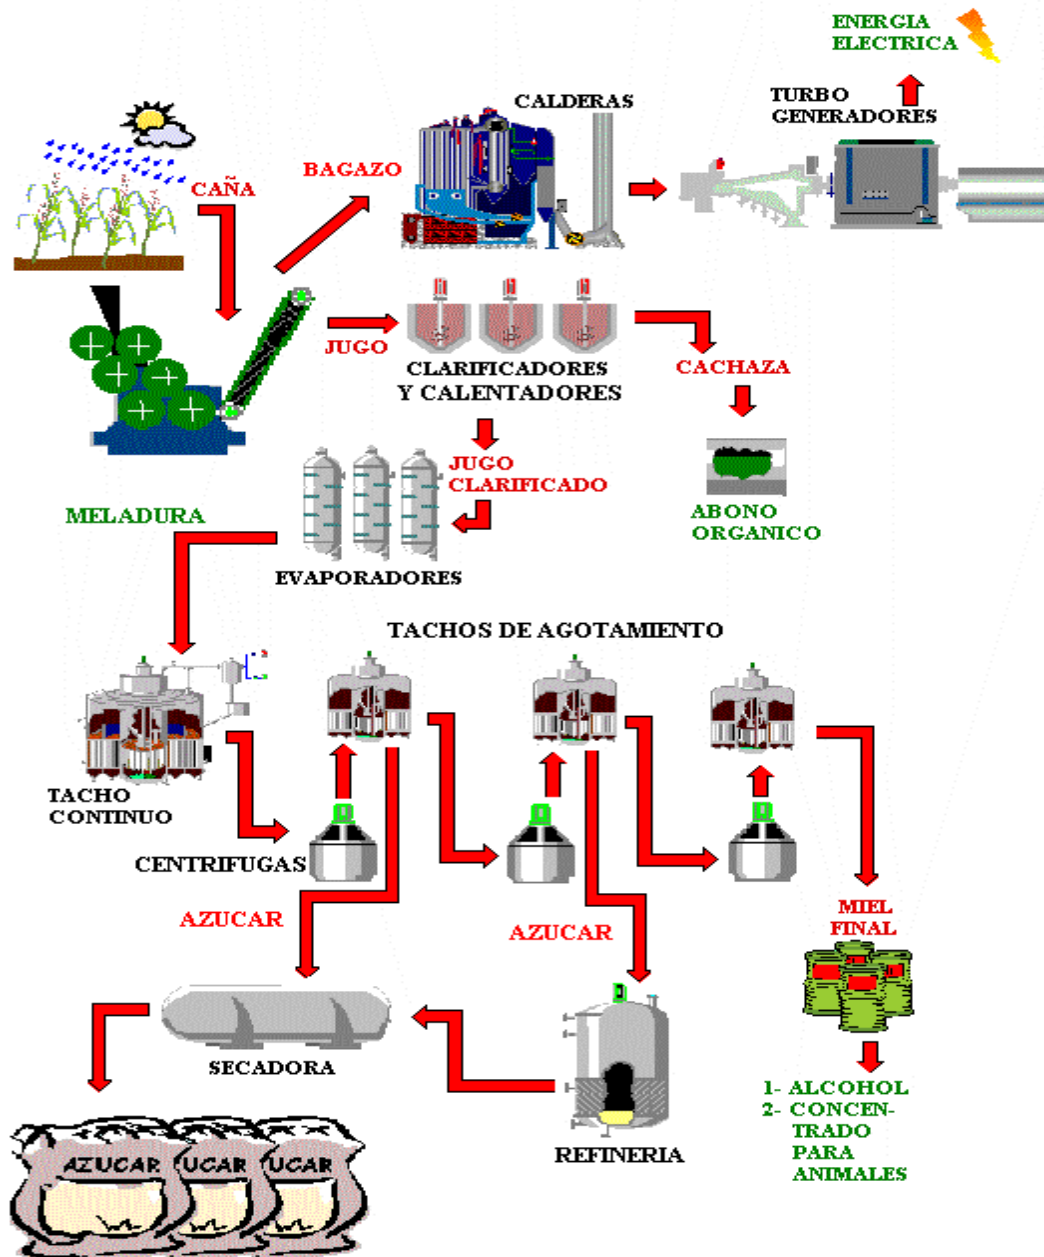 ENERGIA
ELECTRICA
CALDERAS
TURBO
GENERADORES
BAGAZO
CAÑA
JUGO
CLARIFICADORES
Y CALENTADORES
CACHAZA
JUGO
CLARIFICADO
ABONO
ORGANICO
MELADURA
EVAPORADORES
TACHOS DE AGOTAMIENTO
TACHO
CONTINUO
CENTRIFUGAS
AZUCAR
AZUCAR
MIEL
FINAL
SECADORA
REFINERIA
1- ALCOHOL
2- CONCEN-
TRADO
PARA
ANIMALES
AZUCAR
UCAR
UCAR